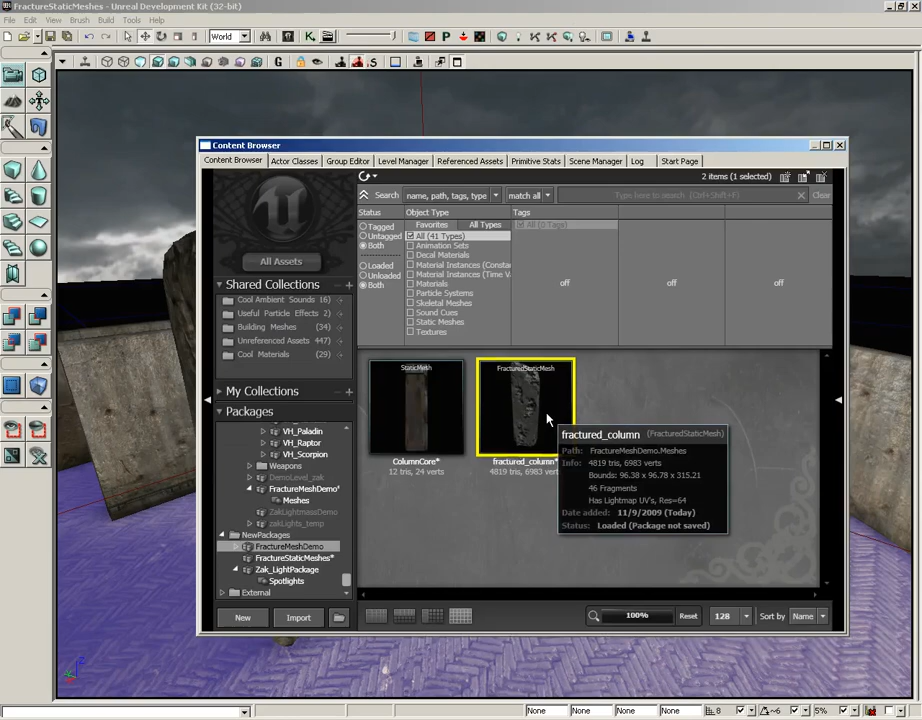 FractureStaticMeshes - Unreal Development Kit (32-bit)
File Edit View Brush Build Tools Help
World
Content Browser
Content Browser Actor Classes Group Editor Level Manager Referenced Assets Primitive Stats Scene Manager Log Start Page
2 items (1 selected)
Search name, path, tags, type match all Type here to search (Ctrl+Shift+F) Clear
Status
Tagged
Untagged
Both
Loaded
Unloaded
Both
Object Type
Favorites All Types
All (41 Types)
Animation Sets
Decal Materials
Material Instances (Consta
Material Instances (Time V
Materials
Particle Systems
Skeletal Meshes
Sound Cues
Static Meshes
Textures
Tags
All (0 Tags)
off off off
All Assets
Shared Collections
Cool Ambient Sounds 16)
Useful Particle Effects 2)
Building Meshes (34)
Unreferenced Assets 447)
Cool Materials (29)
My Collections
Packages
VH_Paladin
VH_Raptor
VH_Scorpion
Weapons
DemoLevel_zak
FractureMeshDemo*
Meshes
ZakLightmassDemo
zakLights_temp
NewPackages
FractureMeshDemo
FractureStaticMeshes*
Zak_LightPackage
Spotlights
External
New Import
StaticMesh
ColumnCore*
12 tris, 24 verts
FracturedStaticMesh
fractured_column*
4819 tris, 6983 vert
fractured_column (FracturedStaticMesh)
Path: FractureMeshDemo.Meshes
Info: 4819 tris, 6983 verts
Bounds: 96.38 x 96.78 x 315.21
46 Fragments
Has Lightmap UV's, Res=64
Date added: 11/9/2009 (Today)
Status: Loaded (Package not saved)
100% Reset 128 Sort by Name
None None None None 8 ~6 5%